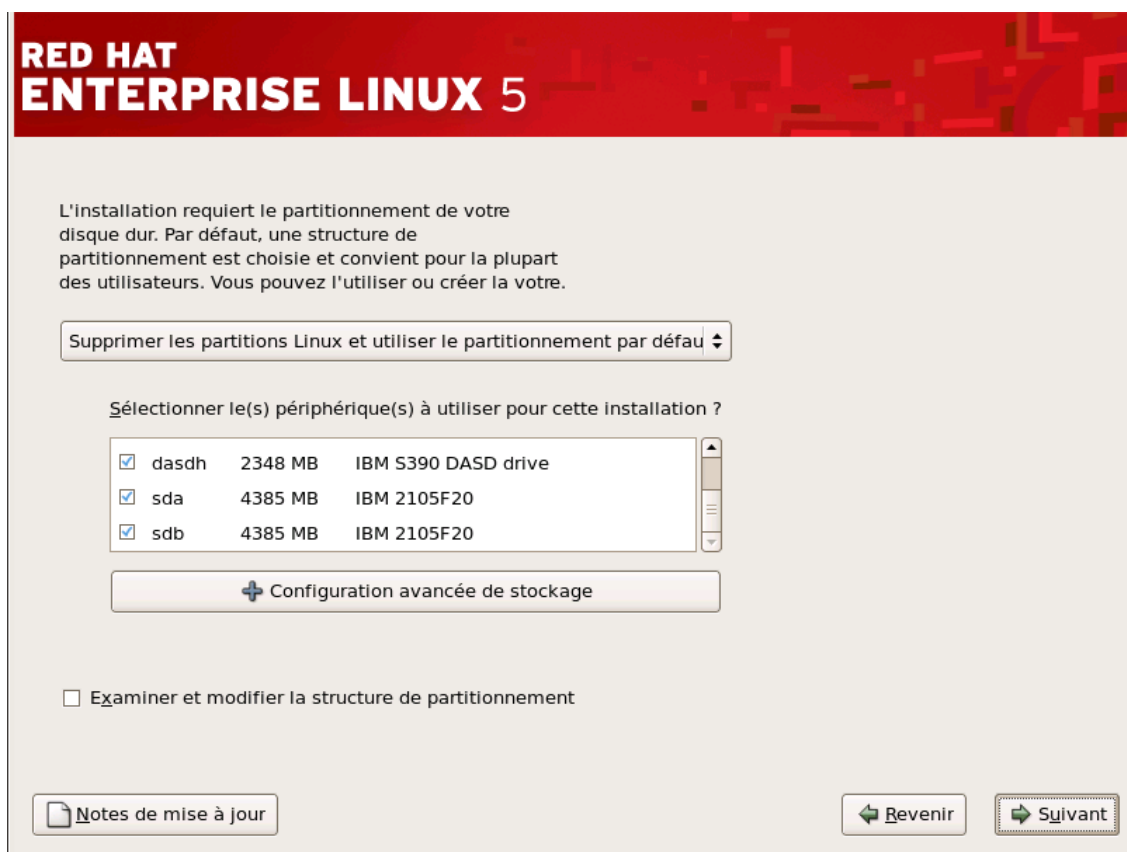 RED HAT
ENTERPRISE LINUX 5
L'installation requiert le partitionnement de votre
disque dur. Par défaut, une structure de
partitionnement est choisie et convient pour la plupart
des utilisateurs. Vous pouvez l'utiliser ou créer la votre.
Supprimer les partitions Linux et utiliser le partitionnement par défau
Sélectionner le(s) périphérique(s) à utiliser pour cette installation ?
dasdh 2348 MB IBM S390 DASD drive
sda 4385 MB IBM 2105F20
sdb 4385 MB IBM 2105F20
Configuration avancée de stockage
Examiner et modifier la structure de partitionnement
Notes de mise à jour
Revenir
Suivant